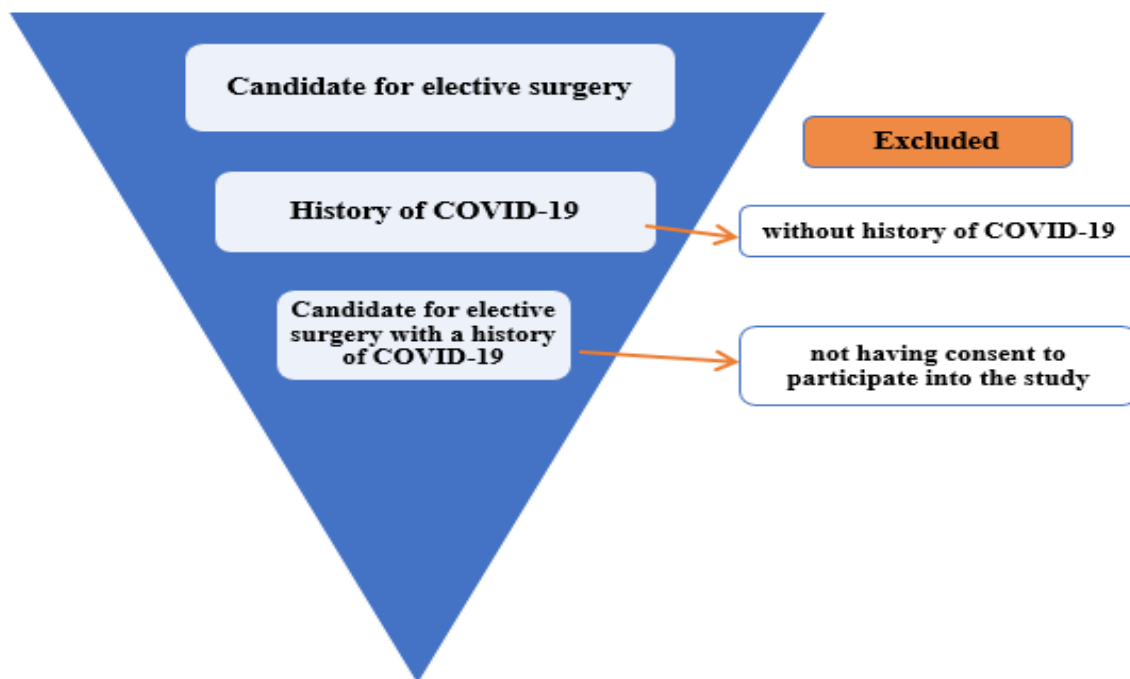 Candidate for elective surgery
Excluded
History of COVID-19
without history of COVID-19
Candidate for elective
surgery with a history
of COVID-19
not having consent to
participate into the study